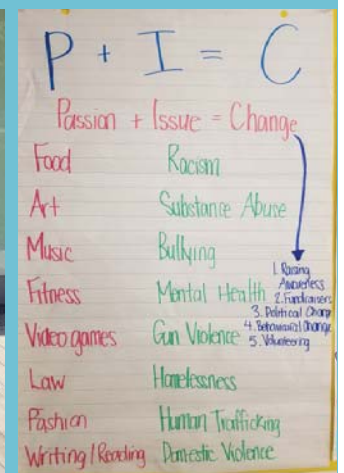 P + I = C
Passion + Issue = Change
Food Racism
Art Substance Abuse
Music Bullying
Fitness Mental Health
Video games Gun Violence
Law Homelessness
Fashion Human Trafficking
Writing/Reading Domestic Violence
1. Raising
Awareness
2. Fundraisers
3. Political Change
4. Behavioral Change
5. Volunteering